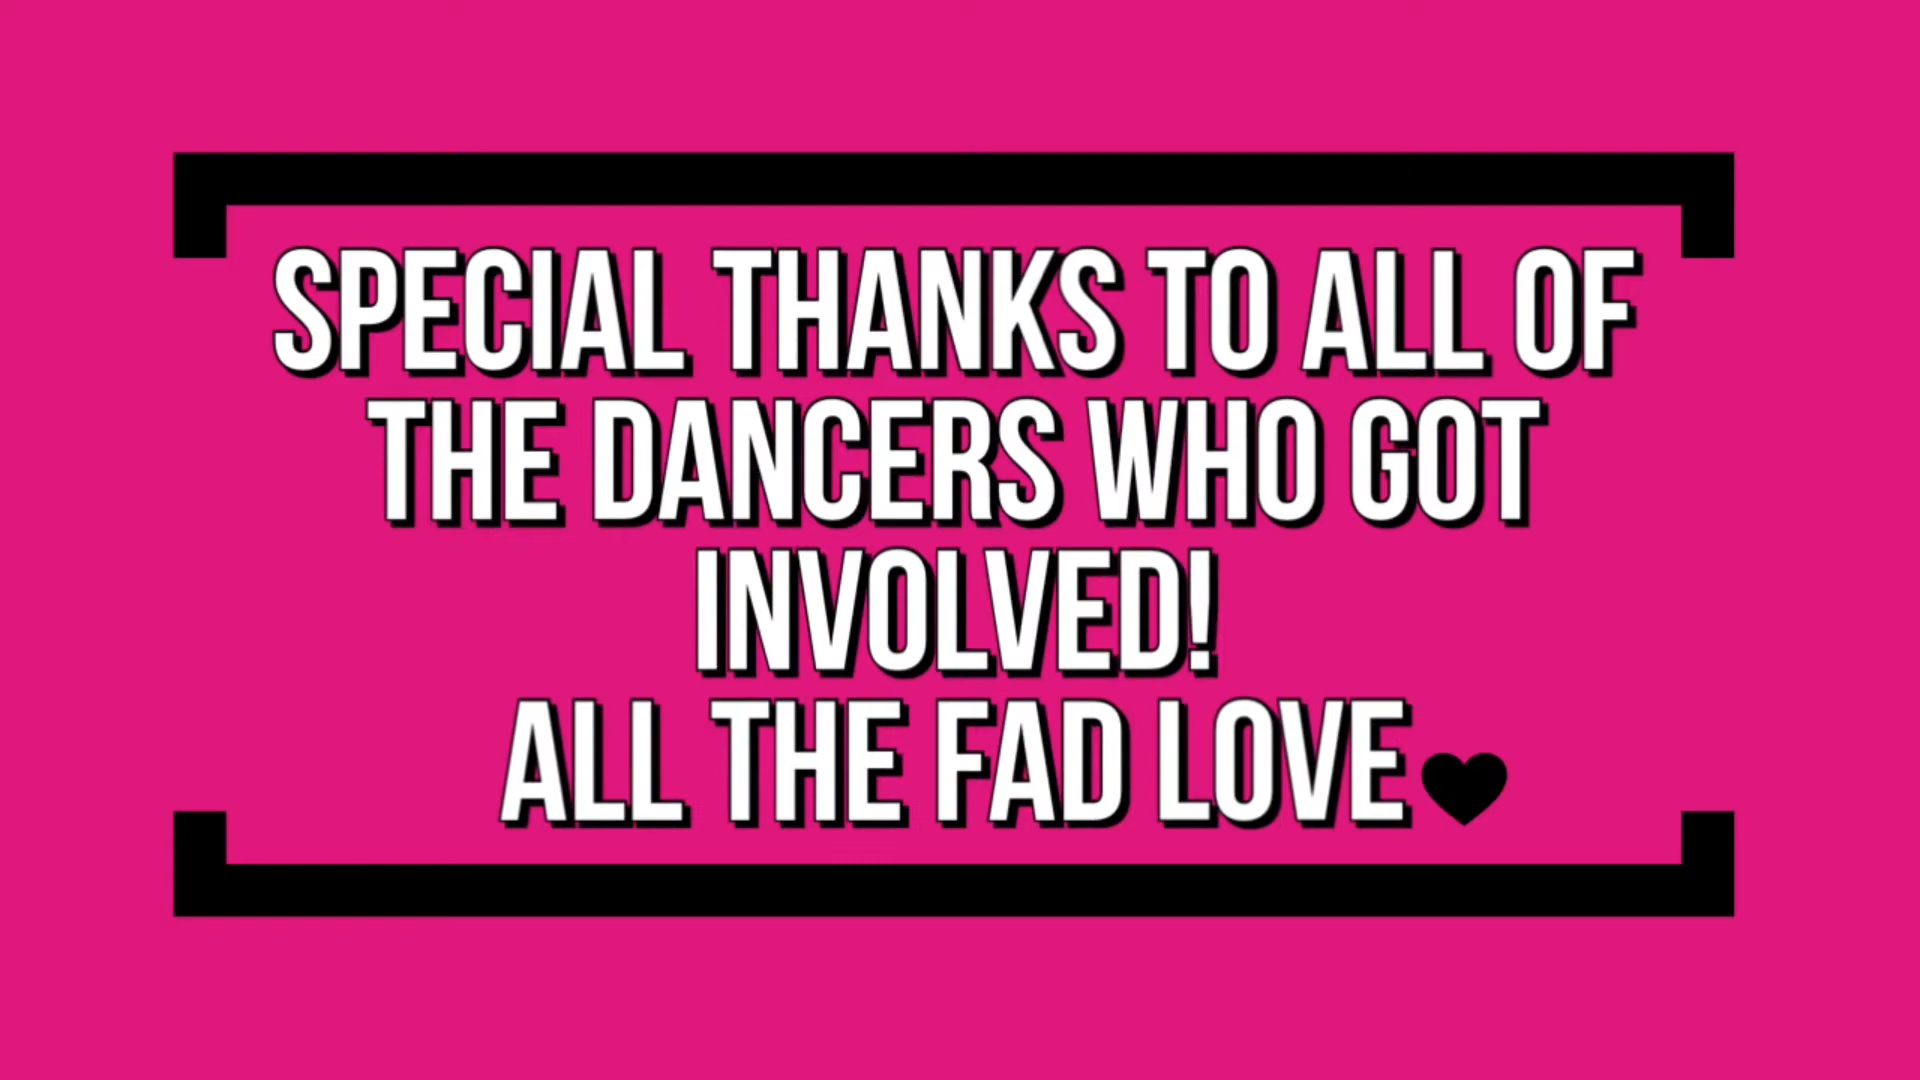 SPECIAL THANKS TO ALL OF
THE DANCERS WHO GOT
INVOLVED!
ALL THE FAD LOVE🖤